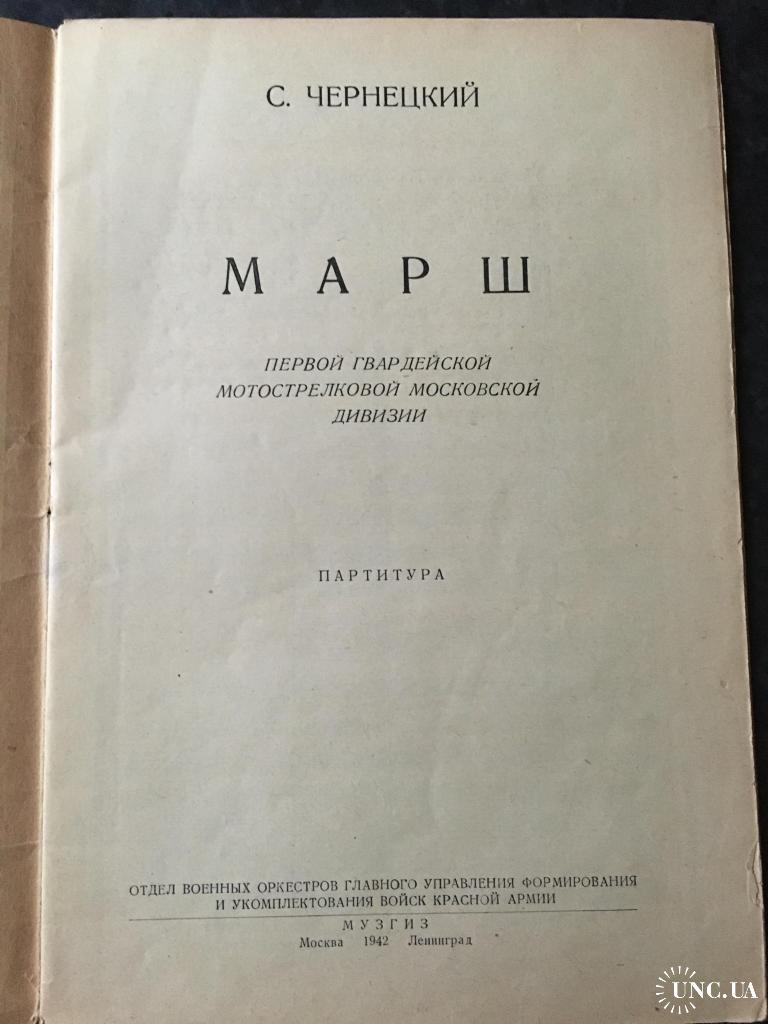 С. ЧЕРНЕЦКИЙ
МАРШ
ПЕРВОЙ ГВАРДЕЙСКОЙ
МОТОСТРЕЛКОВОЙ МОСКОВСКОЙ
ДИВИЗИИ
ПАРТИТУРА
ОТДЕЛ ВОЕННЫХ ОРКЕСТРОВ ГЛАВНОГО УПРАВЛЕНИЯ ФОРМИРОВАНИЯ
И УКОМПЛЕКТОВАНИЯ ВОЙСК КРАСНОЙ АРМИИ
МУЗГИЗ
Москва 1942 Ленинград
UNC.UA